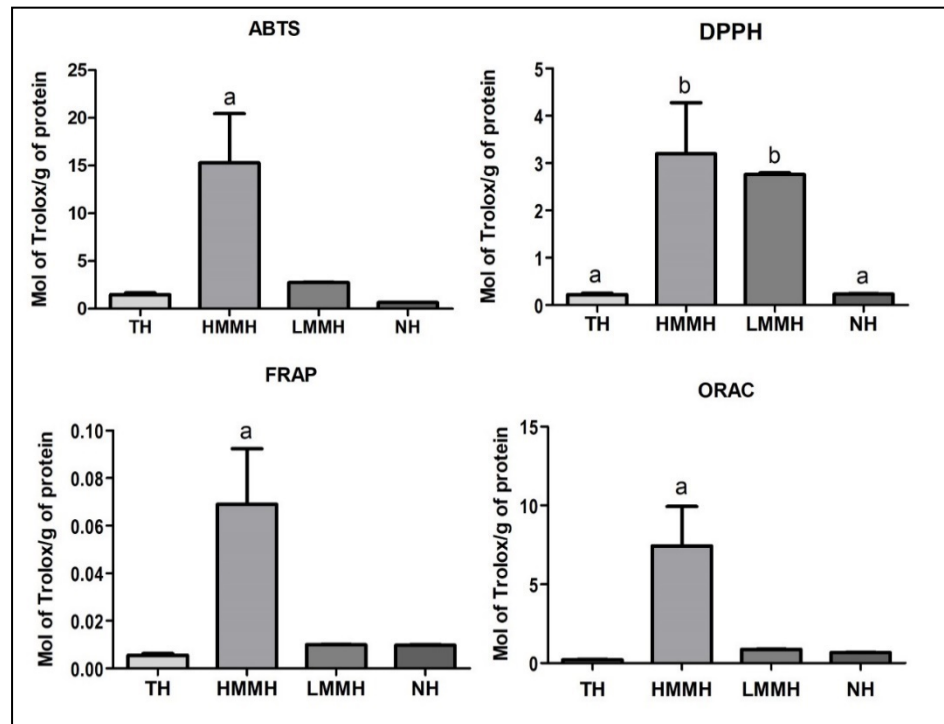 ABTS
Mol of Trolox/g of protein
25
20
15
10
5
0
a
TH HMMH LMMH NH
DPPH
Mol of Trolox/g of protein
5
4
3
2
1
0
a b b a
TH HMMH LMMH NH
FRAP
Mol of Trolox/g of protein
0.10
0.08
0.06
0.04
0.02
0.00
a
TH HMMH LMMH NH
ORAC
Mol of Trolox/g of protein
15
10
5
0
a
TH HMMH LMMH NH